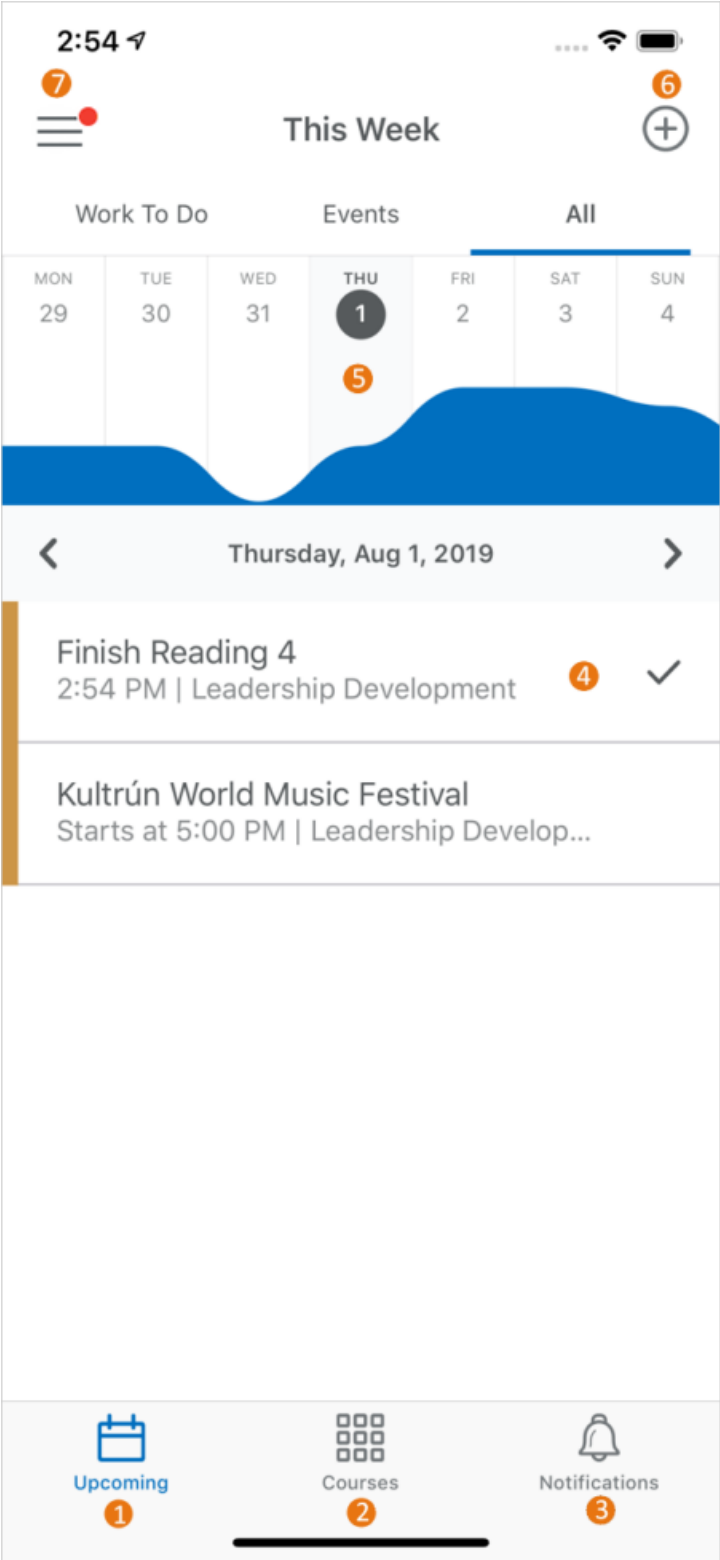 2:54
7
6
This Week
Work To Do Events All
MON TUE WED THU FRI SAT SUN
29 30 31 1 2 3 4
5
Thursday, Aug 1, 2019
Finish Reading 4
2:54 PM | Leadership Development
4
Kultrún World Music Festival
Starts at 5:00 PM | Leadership Develop...
Upcoming Courses Notifications
1 2 3